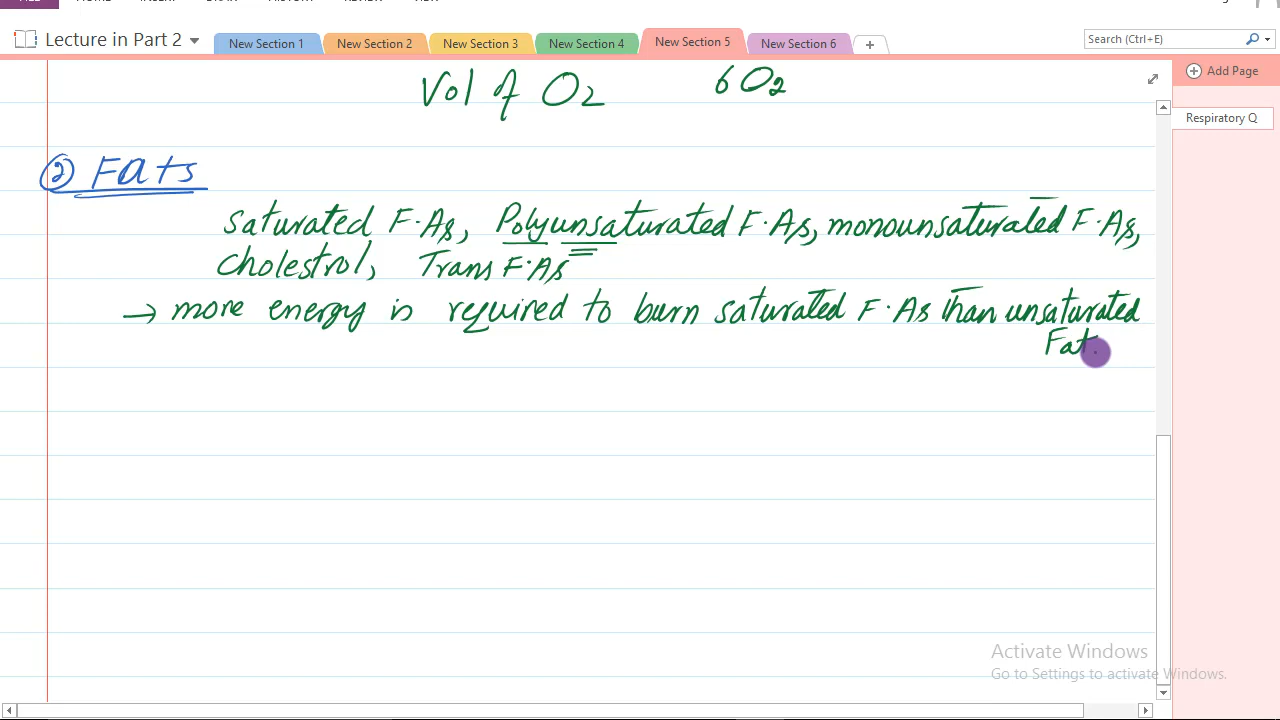 Lecture in Part 2
New Section 1
New Section 2
New Section 3
New Section 4
New Section 5
New Section 6
Search (Ctrl+E)
Add Page
Respiratory Q
Vol of O2 6O2
② Fats
saturated F.As, Polyunsaturated F.As, monounsaturated F.As,
Cholestrol, Trans F.As
→ more energy is required to burn saturated F.As than unsaturated
Fat.
Activate Windows
Go to Settings to activate Windows.